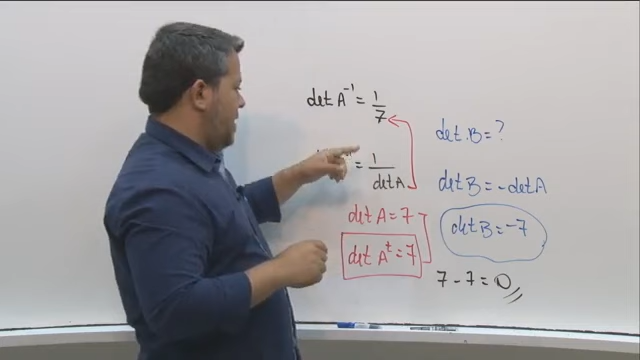 det A⁻¹ = 1/7
⁻¹ = 1/det A
det A = 7
det Aᵗ = 7
det B = ?
det B = - det A
det B = -7
7 - 7 = 0